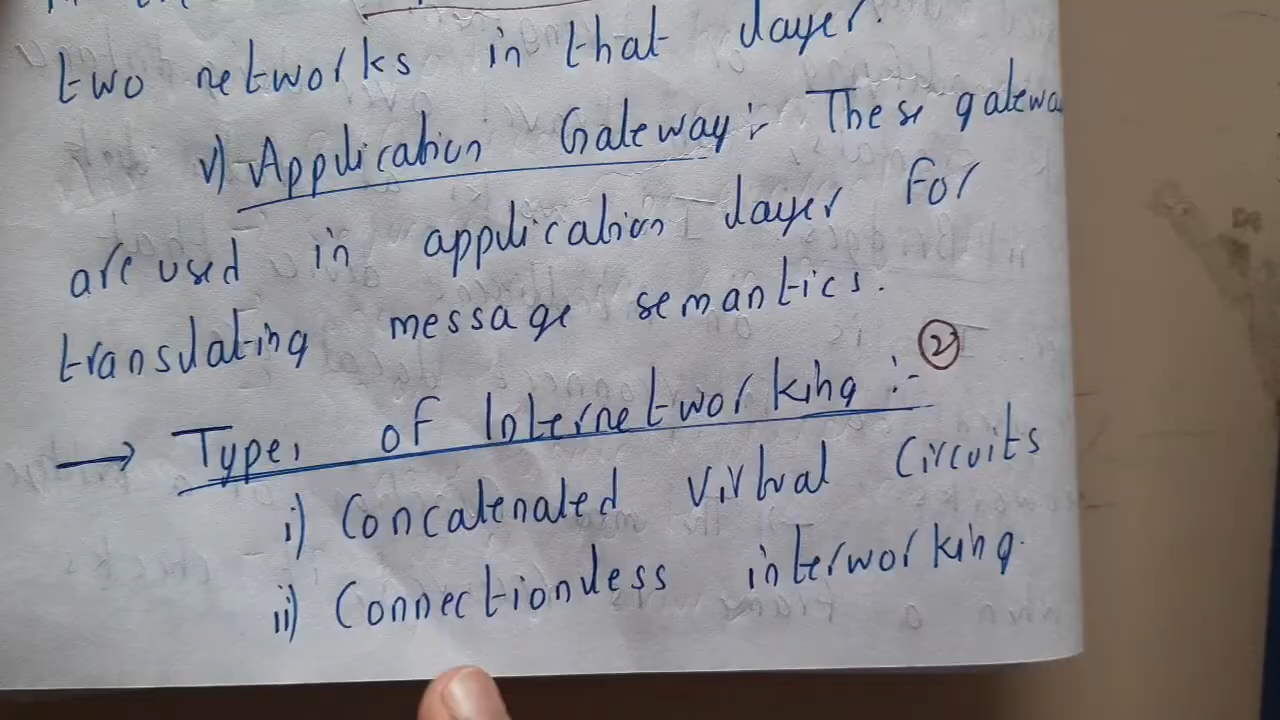 two networks in that layer.
v) Application Gateway:- These gatewa
are used in application layer for
translating message semantics.
→ Types of Internetworking :- ②
i) Concatenated Virtual Circuits
ii) Connectionless interworking.